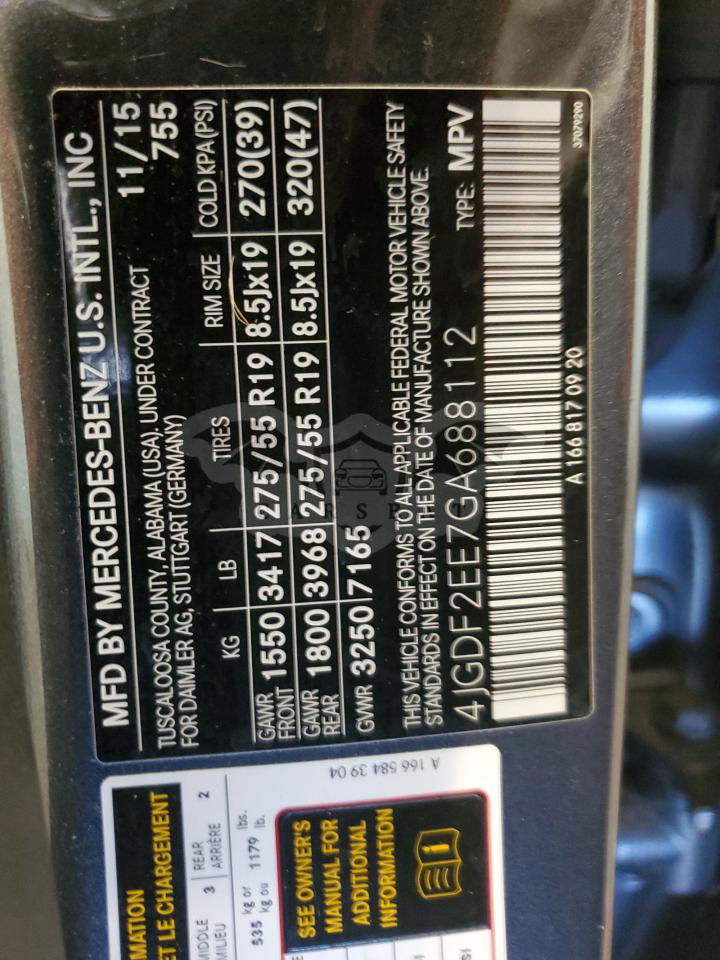 MFD BY MERCEDES-BENZ U.S. INTL., INC
TUSCALOOSA COUNTY, ALABAMA (USA), UNDER CONTRACT 11/15
FOR DAIMLER AG, STUTTGART (GERMANY) 755
KG LB TIRES RIM SIZE COLD KPA(PSI)
GAWR FRONT 1550 3417 275/55 R19 8.5Jx19 270(39)
GAWR REAR 1800 3968 275/55 R19 8.5Jx19 320(47)
GVWR 3250 7165
THIS VEHICLE CONFORMS TO ALL APPLICABLE FEDERAL MOTOR VEHICLE SAFETY
STANDARDS IN EFFECT ON THE DATE OF MANUFACTURE SHOWN ABOVE.
4JGDF2EE7GA688112 TYPE: MPV
A 166 817 09 20
37079290
A 166 584 39 04
ET LE CHARGEMENT
MIDDLE 3 REAR 2
MILIEU ARRIÈRE
535 kg or 1179 lbs.
kg ou lb.
SEE OWNER'S
MANUAL FOR
ADDITIONAL
INFORMATION